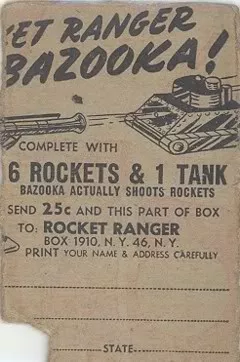 ET RANGER
BAZOOKA!
COMPLETE WITH
6 ROCKETS & 1 TANK
BAZOOKA ACTUALLY SHOOTS ROCKETS
SEND 25c AND THIS PART OF BOX
TO: ROCKET RANGER
BOX 1910, N. Y. 46, N. Y.
PRINT YOUR NAME & ADDRESS CAREFULLY
STATE